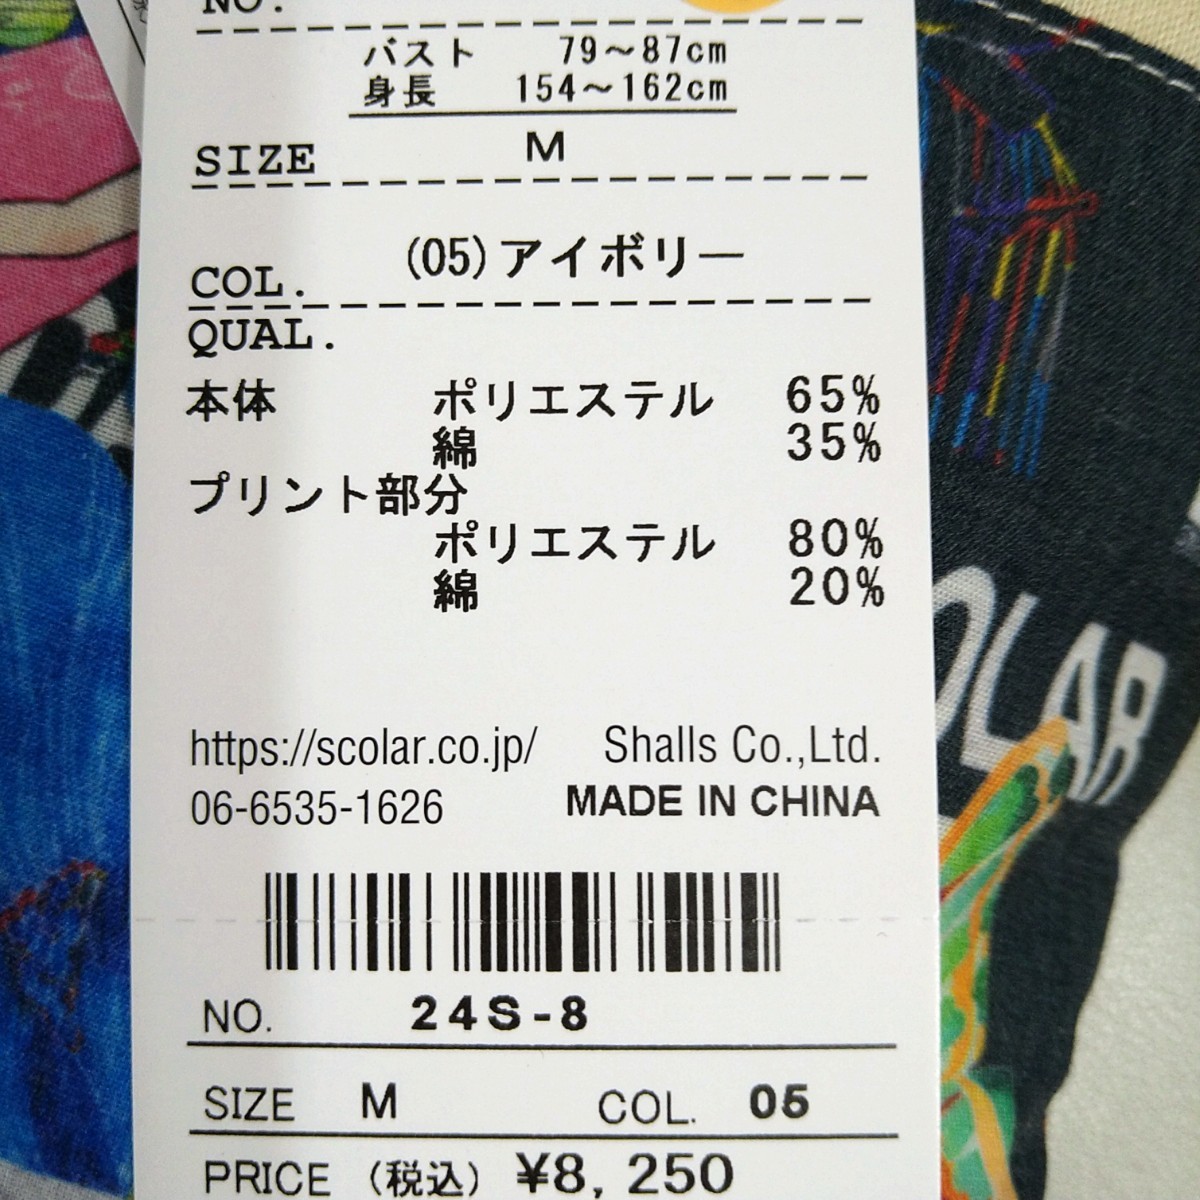 NO.
バスト 79～87cm
身長 154～162cm
SIZE M
COL. (05)アイボリー
QUAL.
本体 ポリエステル 65%
綿 35%
プリント部分
ポリエステル 80%
綿 20%
https://scolar.co.jp/ Shalls Co.,Ltd.
06-6535-1626 MADE IN CHINA
NO. 24S-8
SIZE M COL. 05
PRICE (税込) ¥8,250
OLAR